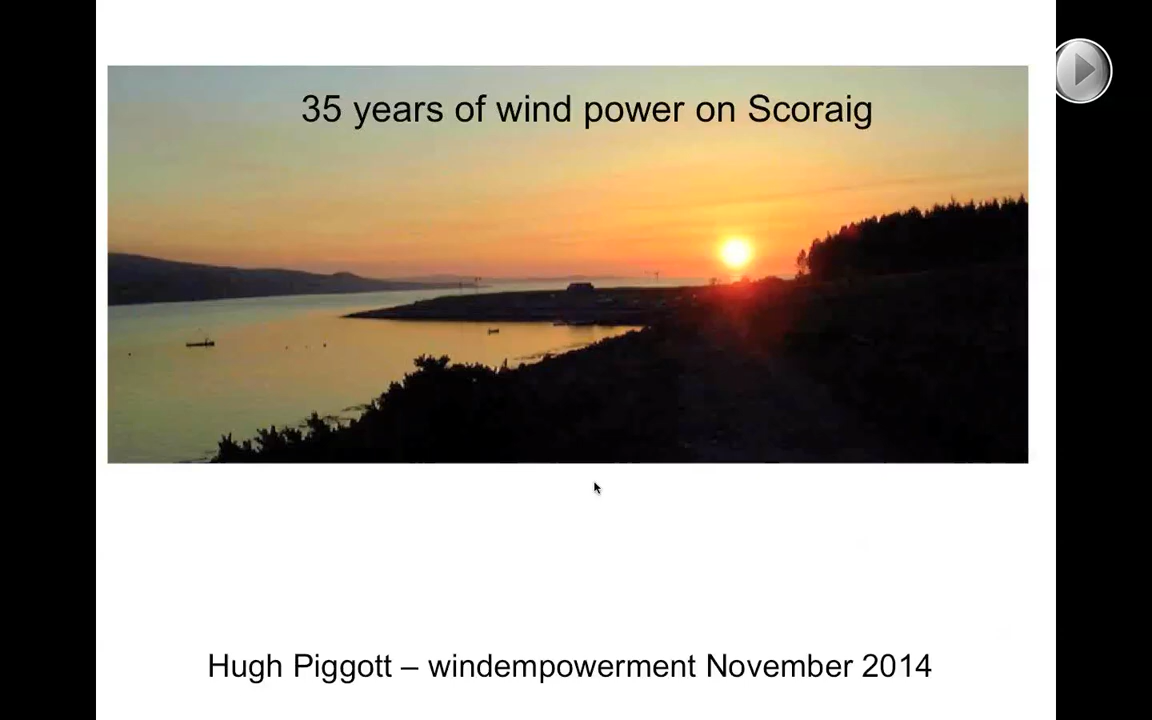 35 years of wind power on Scoraig
Hugh Piggott – windempowerment November 2014